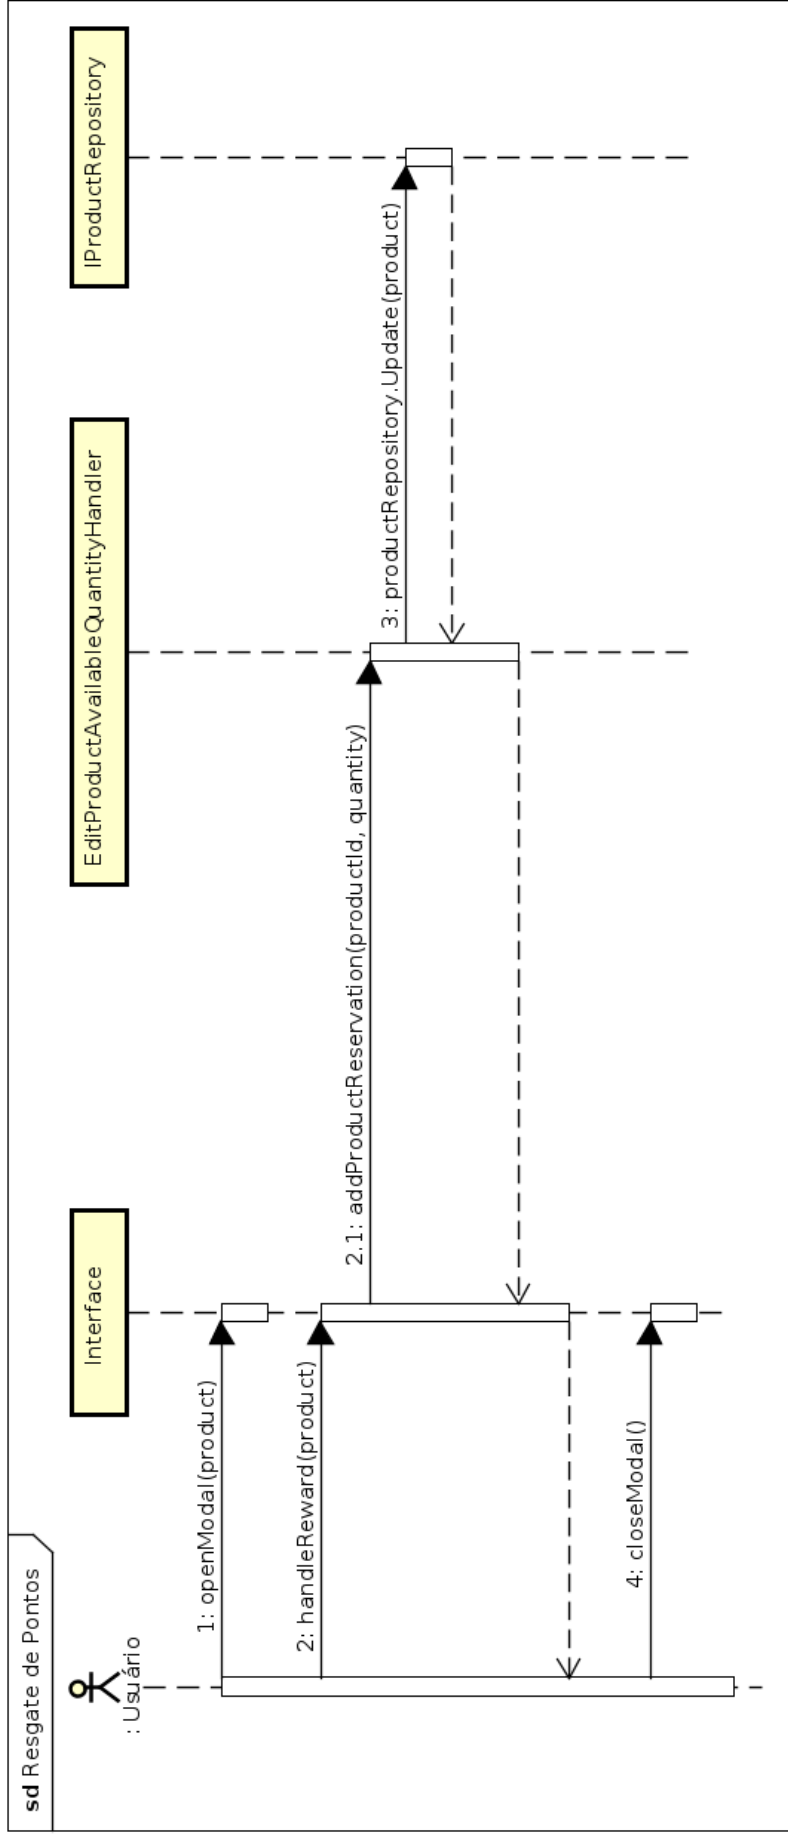 sd Resgate de Pontos
: Usuário
Interface
EditProductAvailableQuantityHandler
IProductRepository
1: openModal(product)
2: handleReward(product)
2.1: addProductReservation(productId, quantity)
3: productRepository.Update(product)
4: closeModal()